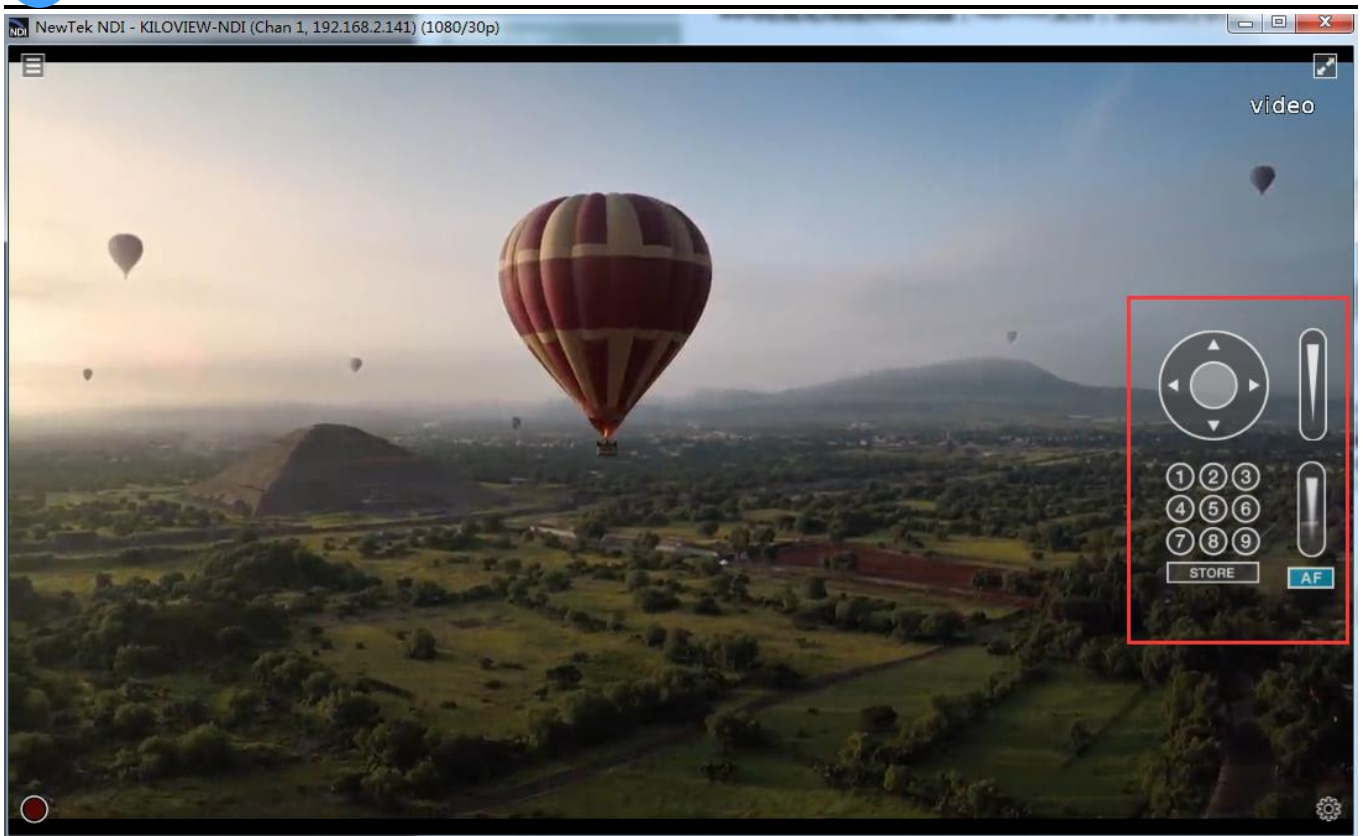 NDI NewTek NDI - KILOVIEW-NDI (Chan 1, 192.168.2.141) (1080/30p)
video
1 2 3
4 5 6
7 8 9
STORE
AF